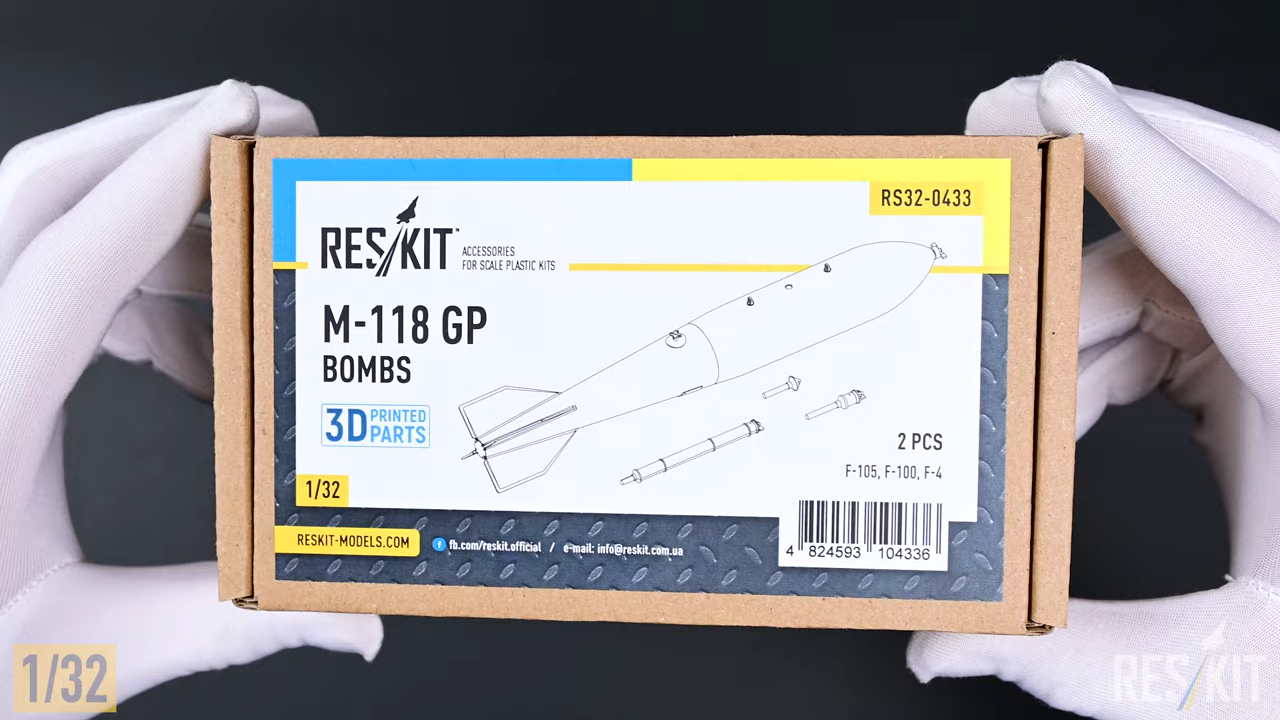 RS32-0433
RES/KIT™
ACCESSORIES
FOR SCALE PLASTIC KITS
M-118 GP
BOMBS
3D PRINTED
PARTS
2 PCS
F-105, F-100, F-4
1/32
RESKIT-MODELS.COM
f fb.com/reskit.official / e-mail: info@reskit.com.ua
4 824593 104336
1/32
RES/KIT